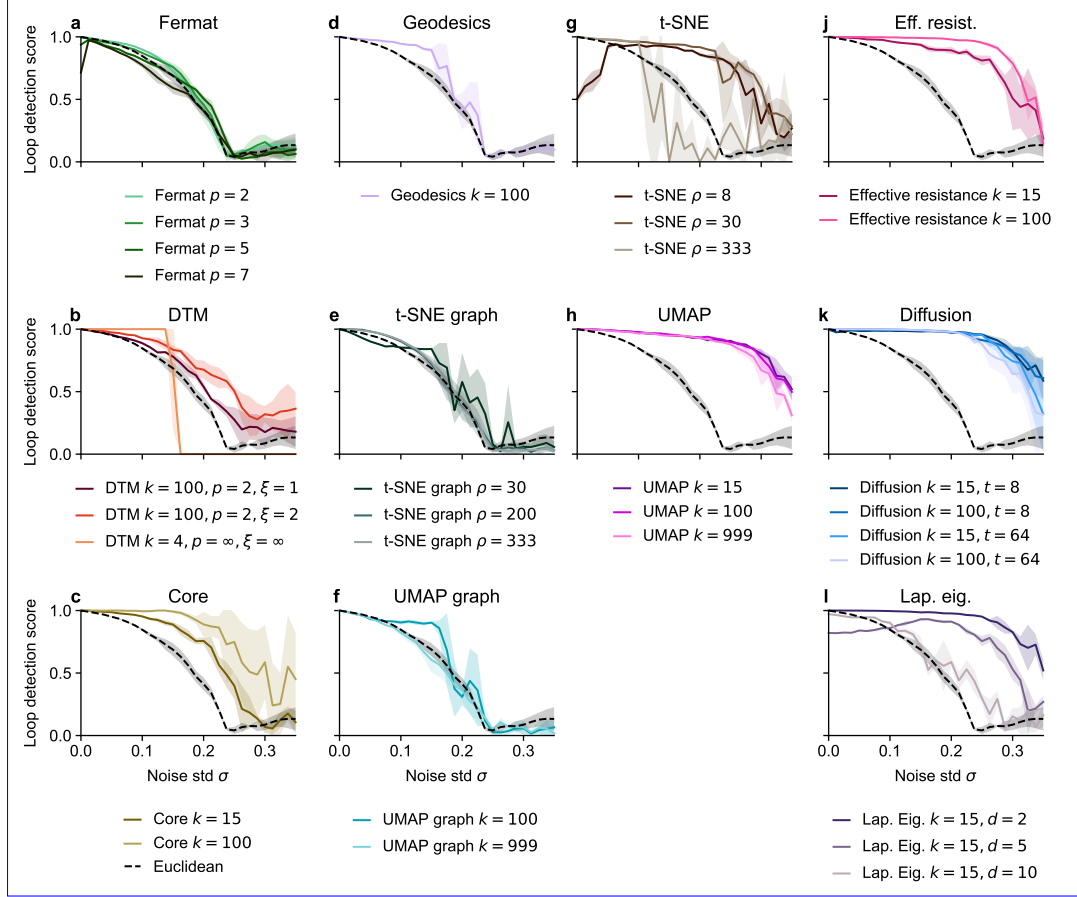 a Fermat
d Geodesics
g t-SNE
j Eff. resist.
Loop detection score
1.0
0.5
0.0
Fermat p = 2
Fermat p = 3
Fermat p = 5
Fermat p = 7
Geodesics k = 100
t-SNE ρ = 8
t-SNE ρ = 30
t-SNE ρ = 333
Effective resistance k = 15
Effective resistance k = 100
b DTM
e t-SNE graph
h UMAP
k Diffusion
Loop detection score
1.0
0.5
0.0
DTM k = 100, p = 2, ξ = 1
DTM k = 100, p = 2, ξ = 2
DTM k = 4, p = ∞, ξ = ∞
t-SNE graph ρ = 30
t-SNE graph ρ = 200
t-SNE graph ρ = 333
UMAP k = 15
UMAP k = 100
UMAP k = 999
Diffusion k = 15, t = 8
Diffusion k = 100, t = 8
Diffusion k = 15, t = 64
Diffusion k = 100, t = 64
c Core
f UMAP graph
l Lap. eig.
Loop detection score
1.0
0.5
0.0
0.0 0.1 0.2 0.3
Noise std σ
0.0 0.1 0.2 0.3
Noise std σ
0.0 0.1 0.2 0.3
Noise std σ
Core k = 15
Core k = 100
Euclidean
UMAP graph k = 100
UMAP graph k = 999
Lap. Eig. k = 15, d = 2
Lap. Eig. k = 15, d = 5
Lap. Eig. k = 15, d = 10